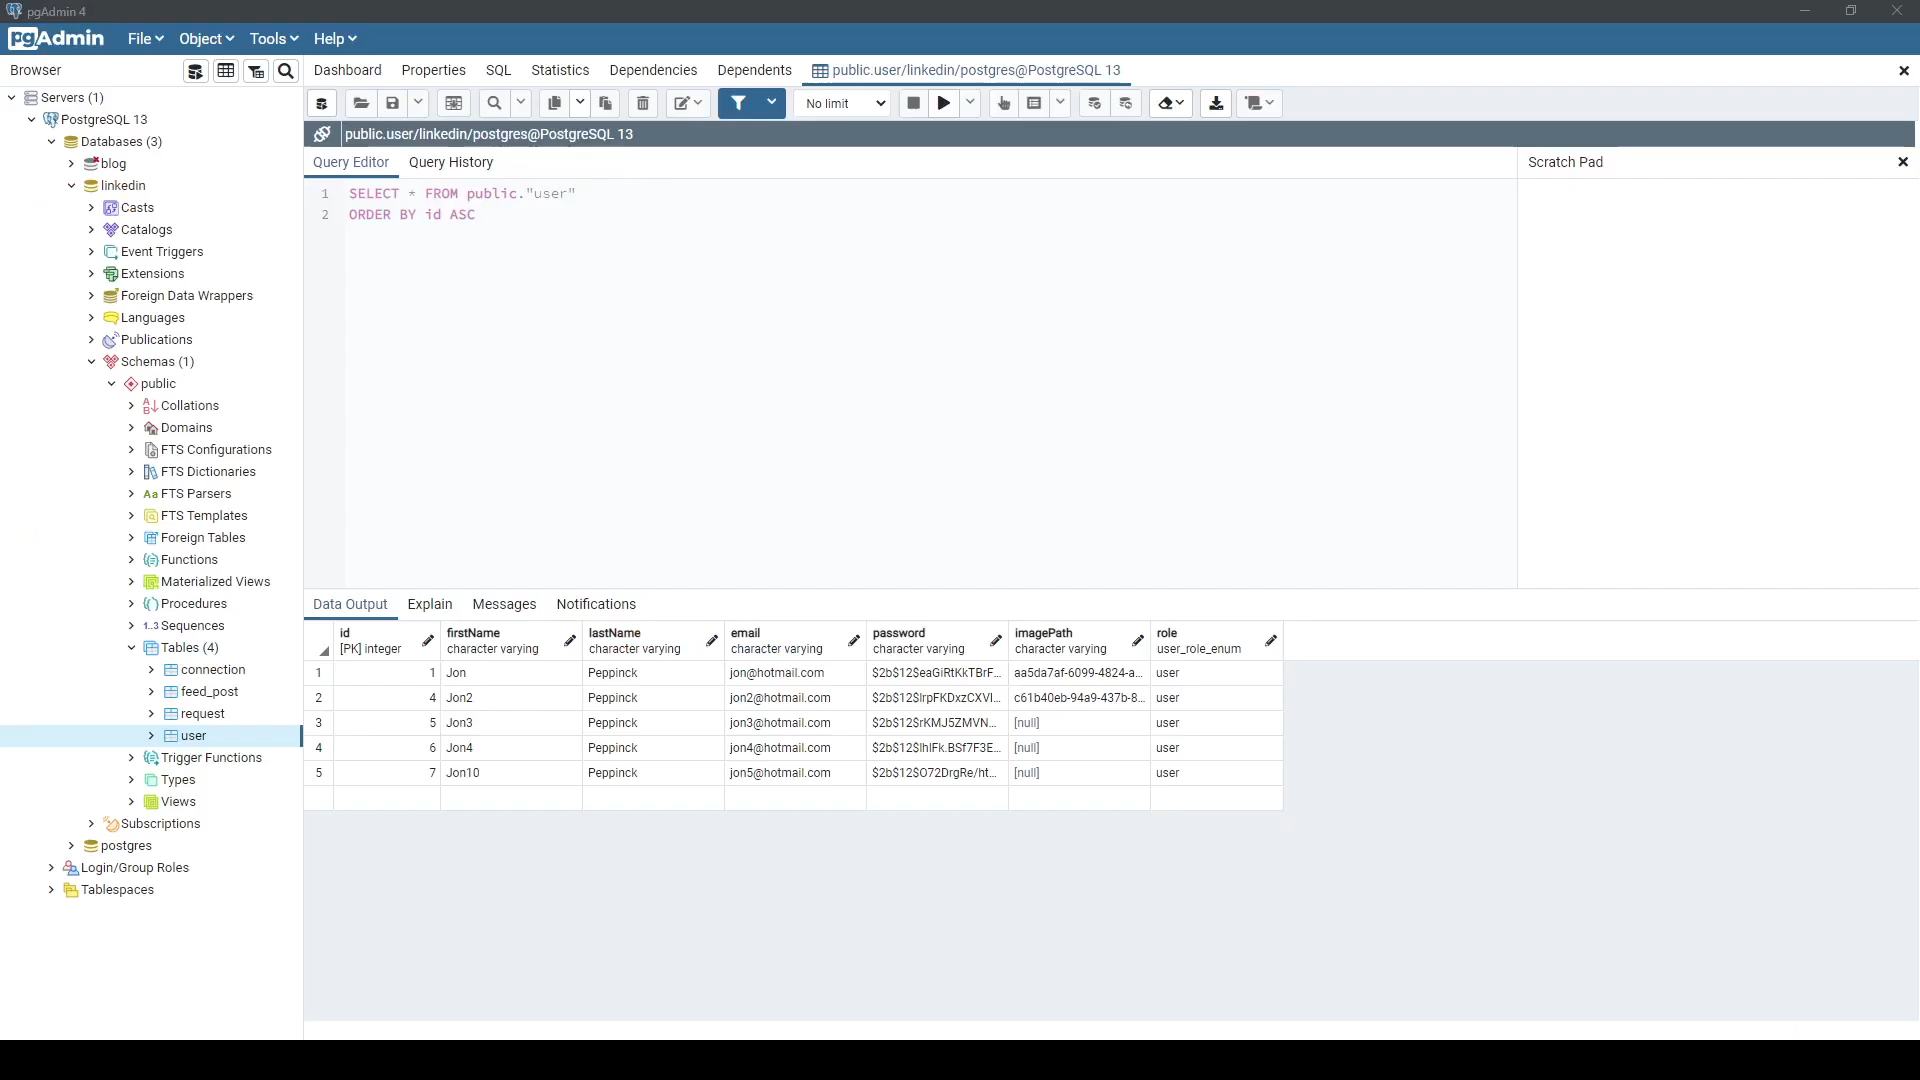 pgAdmin 4
pgAdmin File Object Tools Help
Browser
Dashboard Properties SQL Statistics Dependencies Dependents public.user/linkedin/postgres@PostgreSQL 13
No limit
public.user/linkedin/postgres@PostgreSQL 13
Query Editor Query History
Scratch Pad
1 SELECT * FROM public."user"
2 ORDER BY id ASC
Servers (1)
PostgreSQL 13
Databases (3)
blog
linkedin
Casts
Catalogs
Event Triggers
Extensions
Foreign Data Wrappers
Languages
Publications
Schemas (1)
public
Collations
Domains
FTS Configurations
FTS Dictionaries
Aa FTS Parsers
FTS Templates
Foreign Tables
Functions
Materialized Views
Procedures
1..3 Sequences
Tables (4)
connection
feed_post
request
user
Trigger Functions
Types
Views
Subscriptions
postgres
Login/Group Roles
Tablespaces
Data Output Explain Messages Notifications
id firstName lastName email password imagePath role
[PK] integer character varying character varying character varying character varying character varying user_role_enum
1 1 Jon Peppinck jon@hotmail.com $2b$12$eaGiRtKkTBrF... aa5da7af-6099-4824-a... user
2 4 Jon2 Peppinck jon2@hotmail.com $2b$12$lrpFKDxzCXVI... c61b40eb-94a9-437b-8... user
3 5 Jon3 Peppinck jon3@hotmail.com $2b$12$rKMJ5ZMVN... [null] user
4 6 Jon4 Peppinck jon4@hotmail.com $2b$12$lhIFk.BSf7F3E... [null] user
5 7 Jon10 Peppinck jon5@hotmail.com $2b$12$O72DrgRe/ht... [null] user